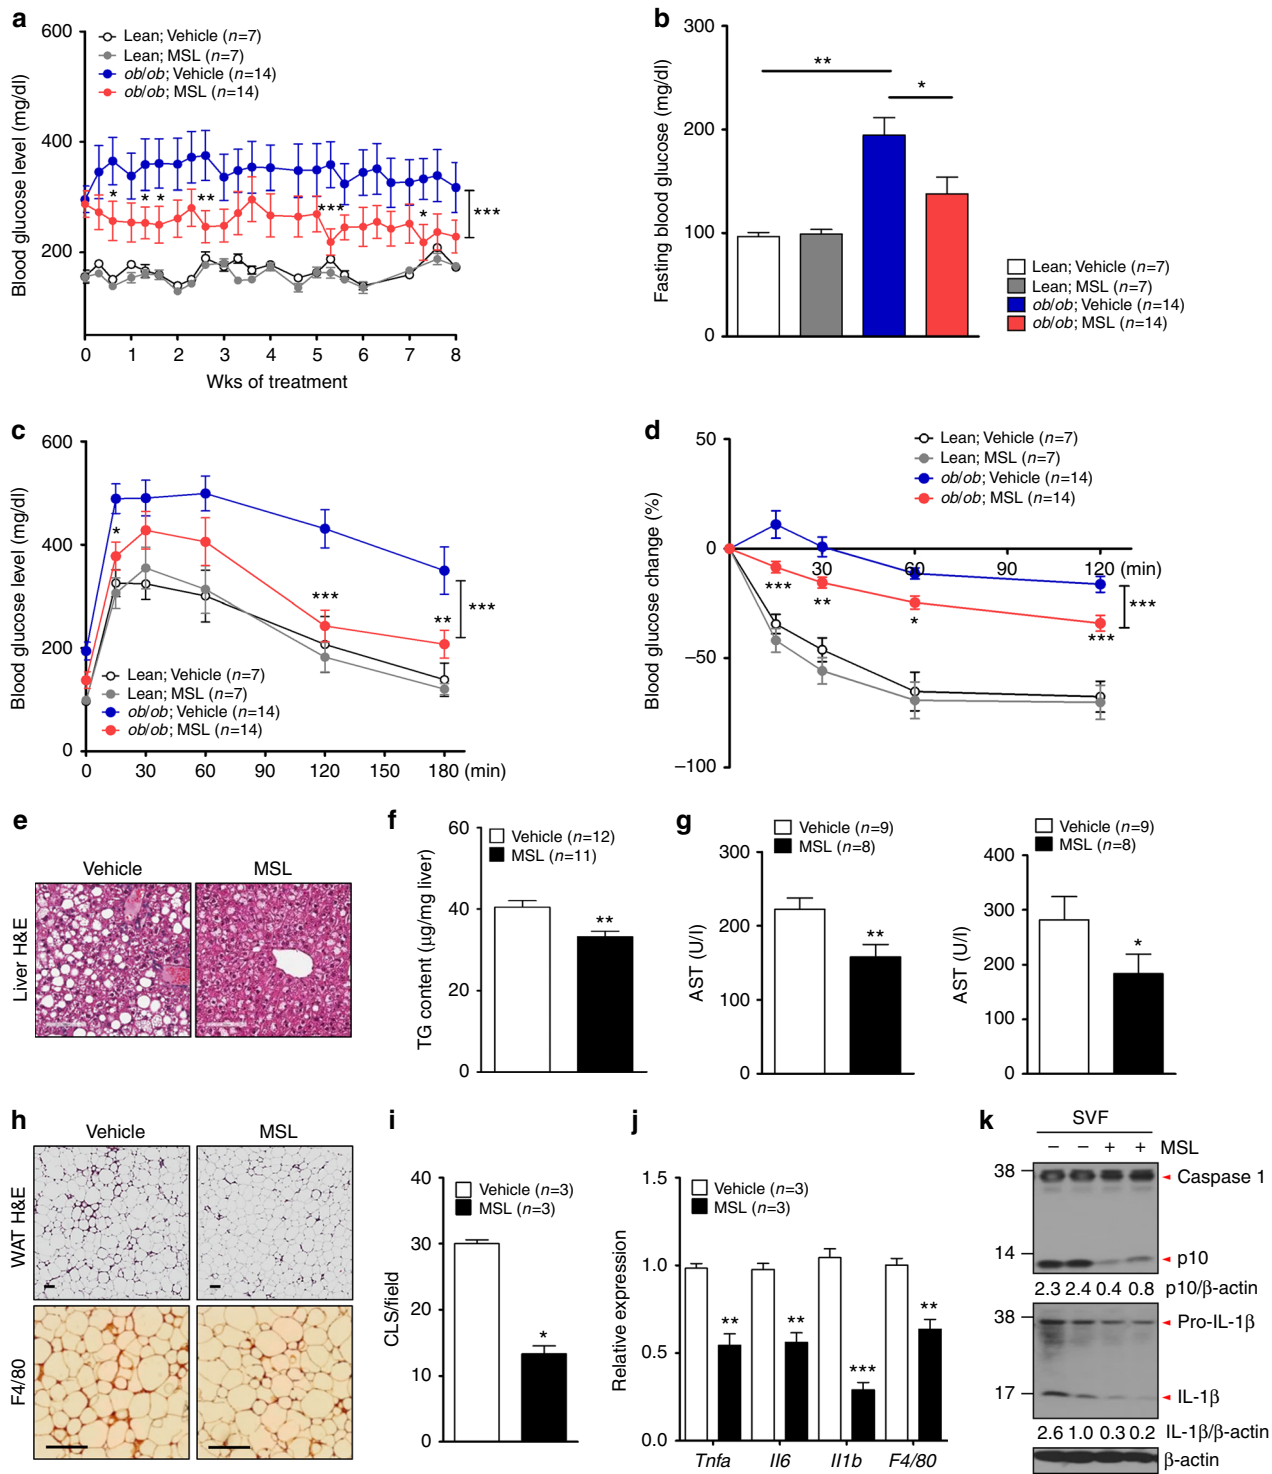 a
600
400
200
0
Blood glucose level (mg/dl)
Lean; Vehicle (n=7)
Lean; MSL (n=7)
ob/ob; Vehicle (n=14)
ob/ob; MSL (n=14)
* * * ** *** * ***
0 1 2 3 4 5 6 7 8
Wks of treatment
b
300
200
100
0
Fasting blood glucose (mg/dl)
**
*
Lean; Vehicle (n=7)
Lean; MSL (n=7)
ob/ob; Vehicle (n=14)
ob/ob; MSL (n=14)
c
600
400
200
0
Blood glucose level (mg/dl)
* *** ** ***
Lean; Vehicle (n=7)
Lean; MSL (n=7)
ob/ob; Vehicle (n=14)
ob/ob; MSL (n=14)
0 30 60 90 120 150 180 (min)
d
50
0
−50
−100
Blood glucose change (%)
Lean; Vehicle (n=7)
Lean; MSL (n=7)
ob/ob; Vehicle (n=14)
ob/ob; MSL (n=14)
30 60 90 120 (min)
*** ** * *** ***
e
Vehicle MSL
Liver H&E
f
60
40
20
0
TG content (µg/mg liver)
Vehicle (n=12)
MSL (n=11)
**
g
Vehicle (n=9)
MSL (n=8)
300
200
100
0
AST (U/l)
**
Vehicle (n=9)
MSL (n=8)
400
300
200
100
0
AST (U/l)
*
h
Vehicle MSL
WAT H&E
F4/80
i
40
30
20
10
0
CLS/field
Vehicle (n=3)
MSL (n=3)
*
j
1.5
1.0
0.5
0.0
Relative expression
Vehicle (n=3)
MSL (n=3)
** ** *** **
Tnfa Il6 Il1b F4/80
k
SVF
− − + + MSL
38 Caspase 1
14 p10
2.3 2.4 0.4 0.8 p10/β-actin
38 Pro-IL-1β
17 IL-1β
2.6 1.0 0.3 0.2 IL-1β/β-actin
β-actin